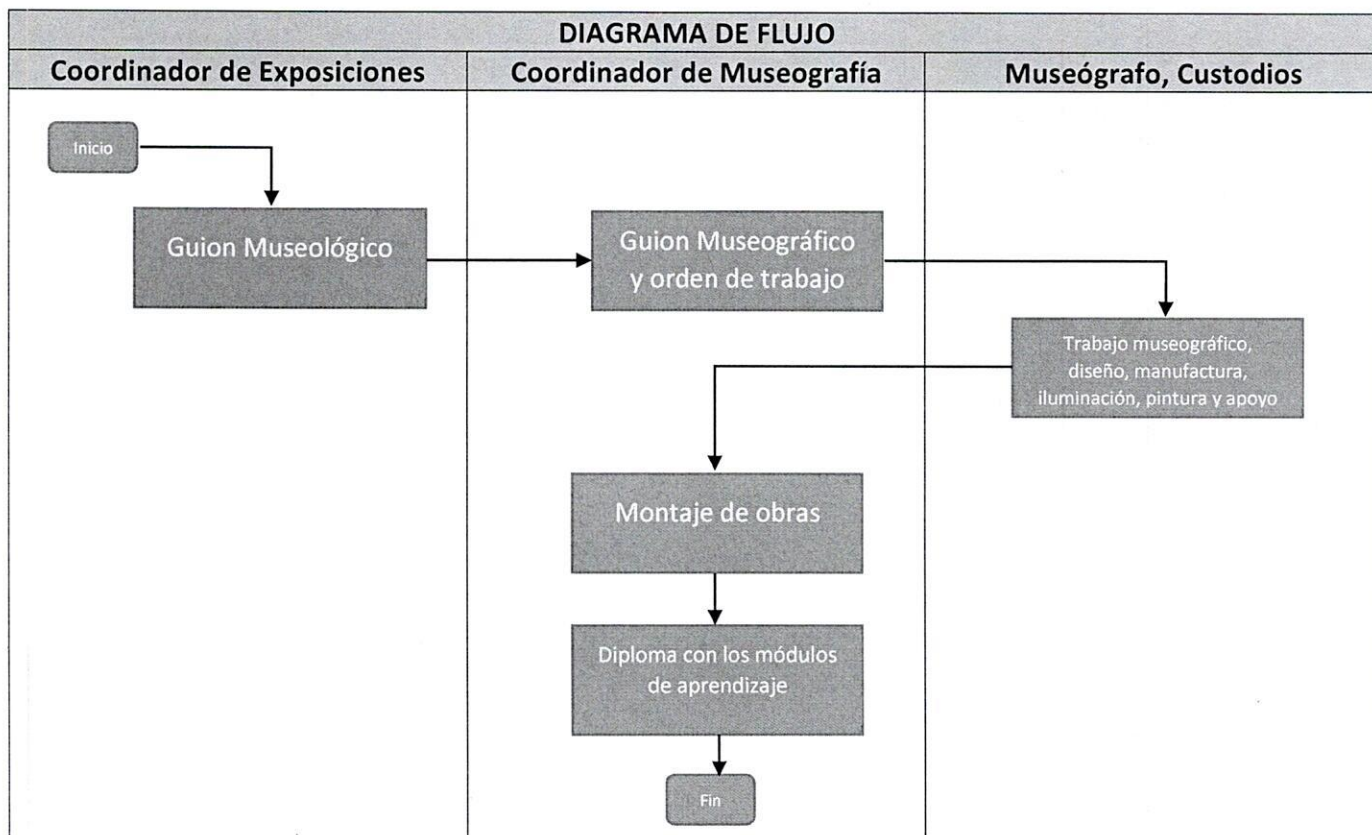 DIAGRAMA DE FLUJO
Coordinador de Exposiciones
Coordinador de Museografía
Museógrafo, Custodios
Inicio
Guion Museológico
Guion Museográfico
y orden de trabajo
Trabajo museográfico,
diseño, manufactura,
iluminación, pintura y apoyo
Montaje de obras
Diploma con los módulos
de aprendizaje
Fin